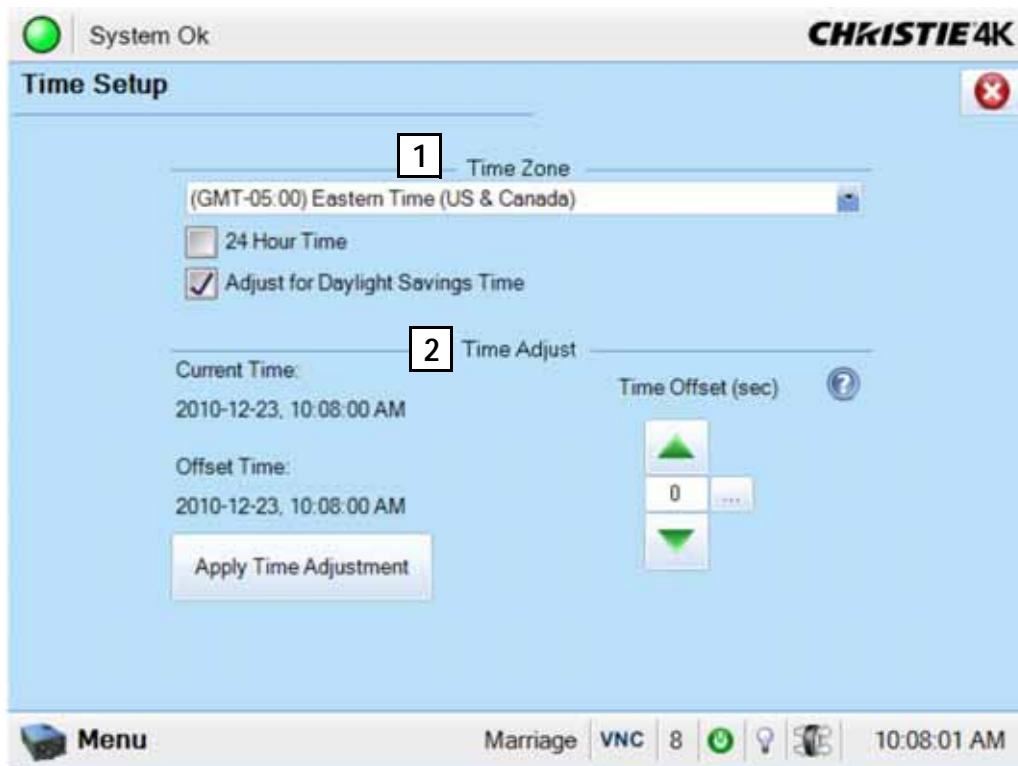 System Ok
CHRISTIE 4K
Time Setup
1
Time Zone
(GMT-05:00) Eastern Time (US & Canada)
24 Hour Time
Adjust for Daylight Savings Time
2
Time Adjust
Current Time:
2010-12-23, 10:08:00 AM
Time Offset (sec)
?
Offset Time:
2010-12-23, 10:08:00 AM
0
...
Apply Time Adjustment
Menu
Marriage
VNC
8
10:08:01 AM